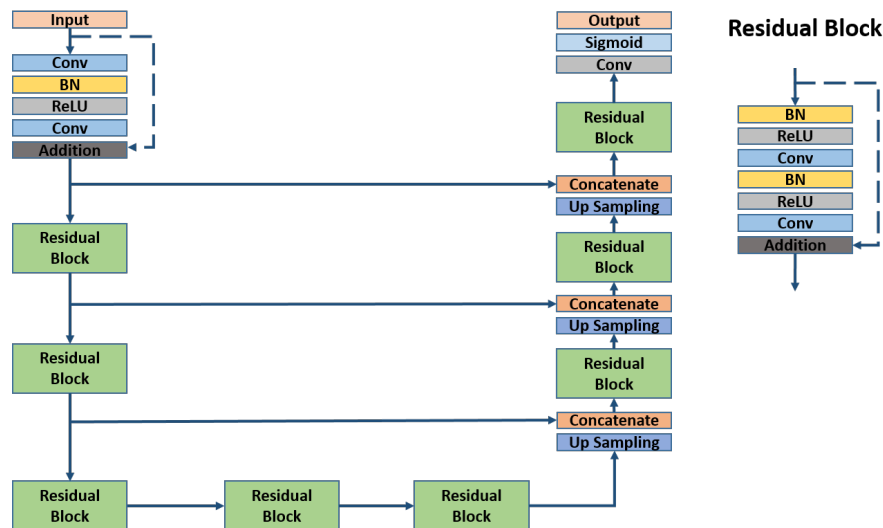 Input
Conv
BN
ReLU
Conv
Addition
Residual
Block
Residual
Block
Residual
Block
Residual
Block
Residual
Block
Up Sampling
Concatenate
Residual
Block
Up Sampling
Concatenate
Residual
Block
Up Sampling
Concatenate
Residual
Block
Conv
Sigmoid
Output
Residual Block
BN
ReLU
Conv
BN
ReLU
Conv
Addition